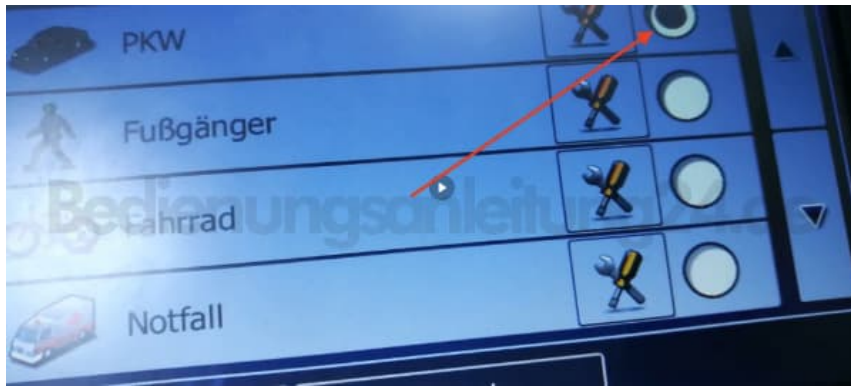 PKW
Fußgänger
Fahrrad
Bedienungsanleitung24.de
Notfall